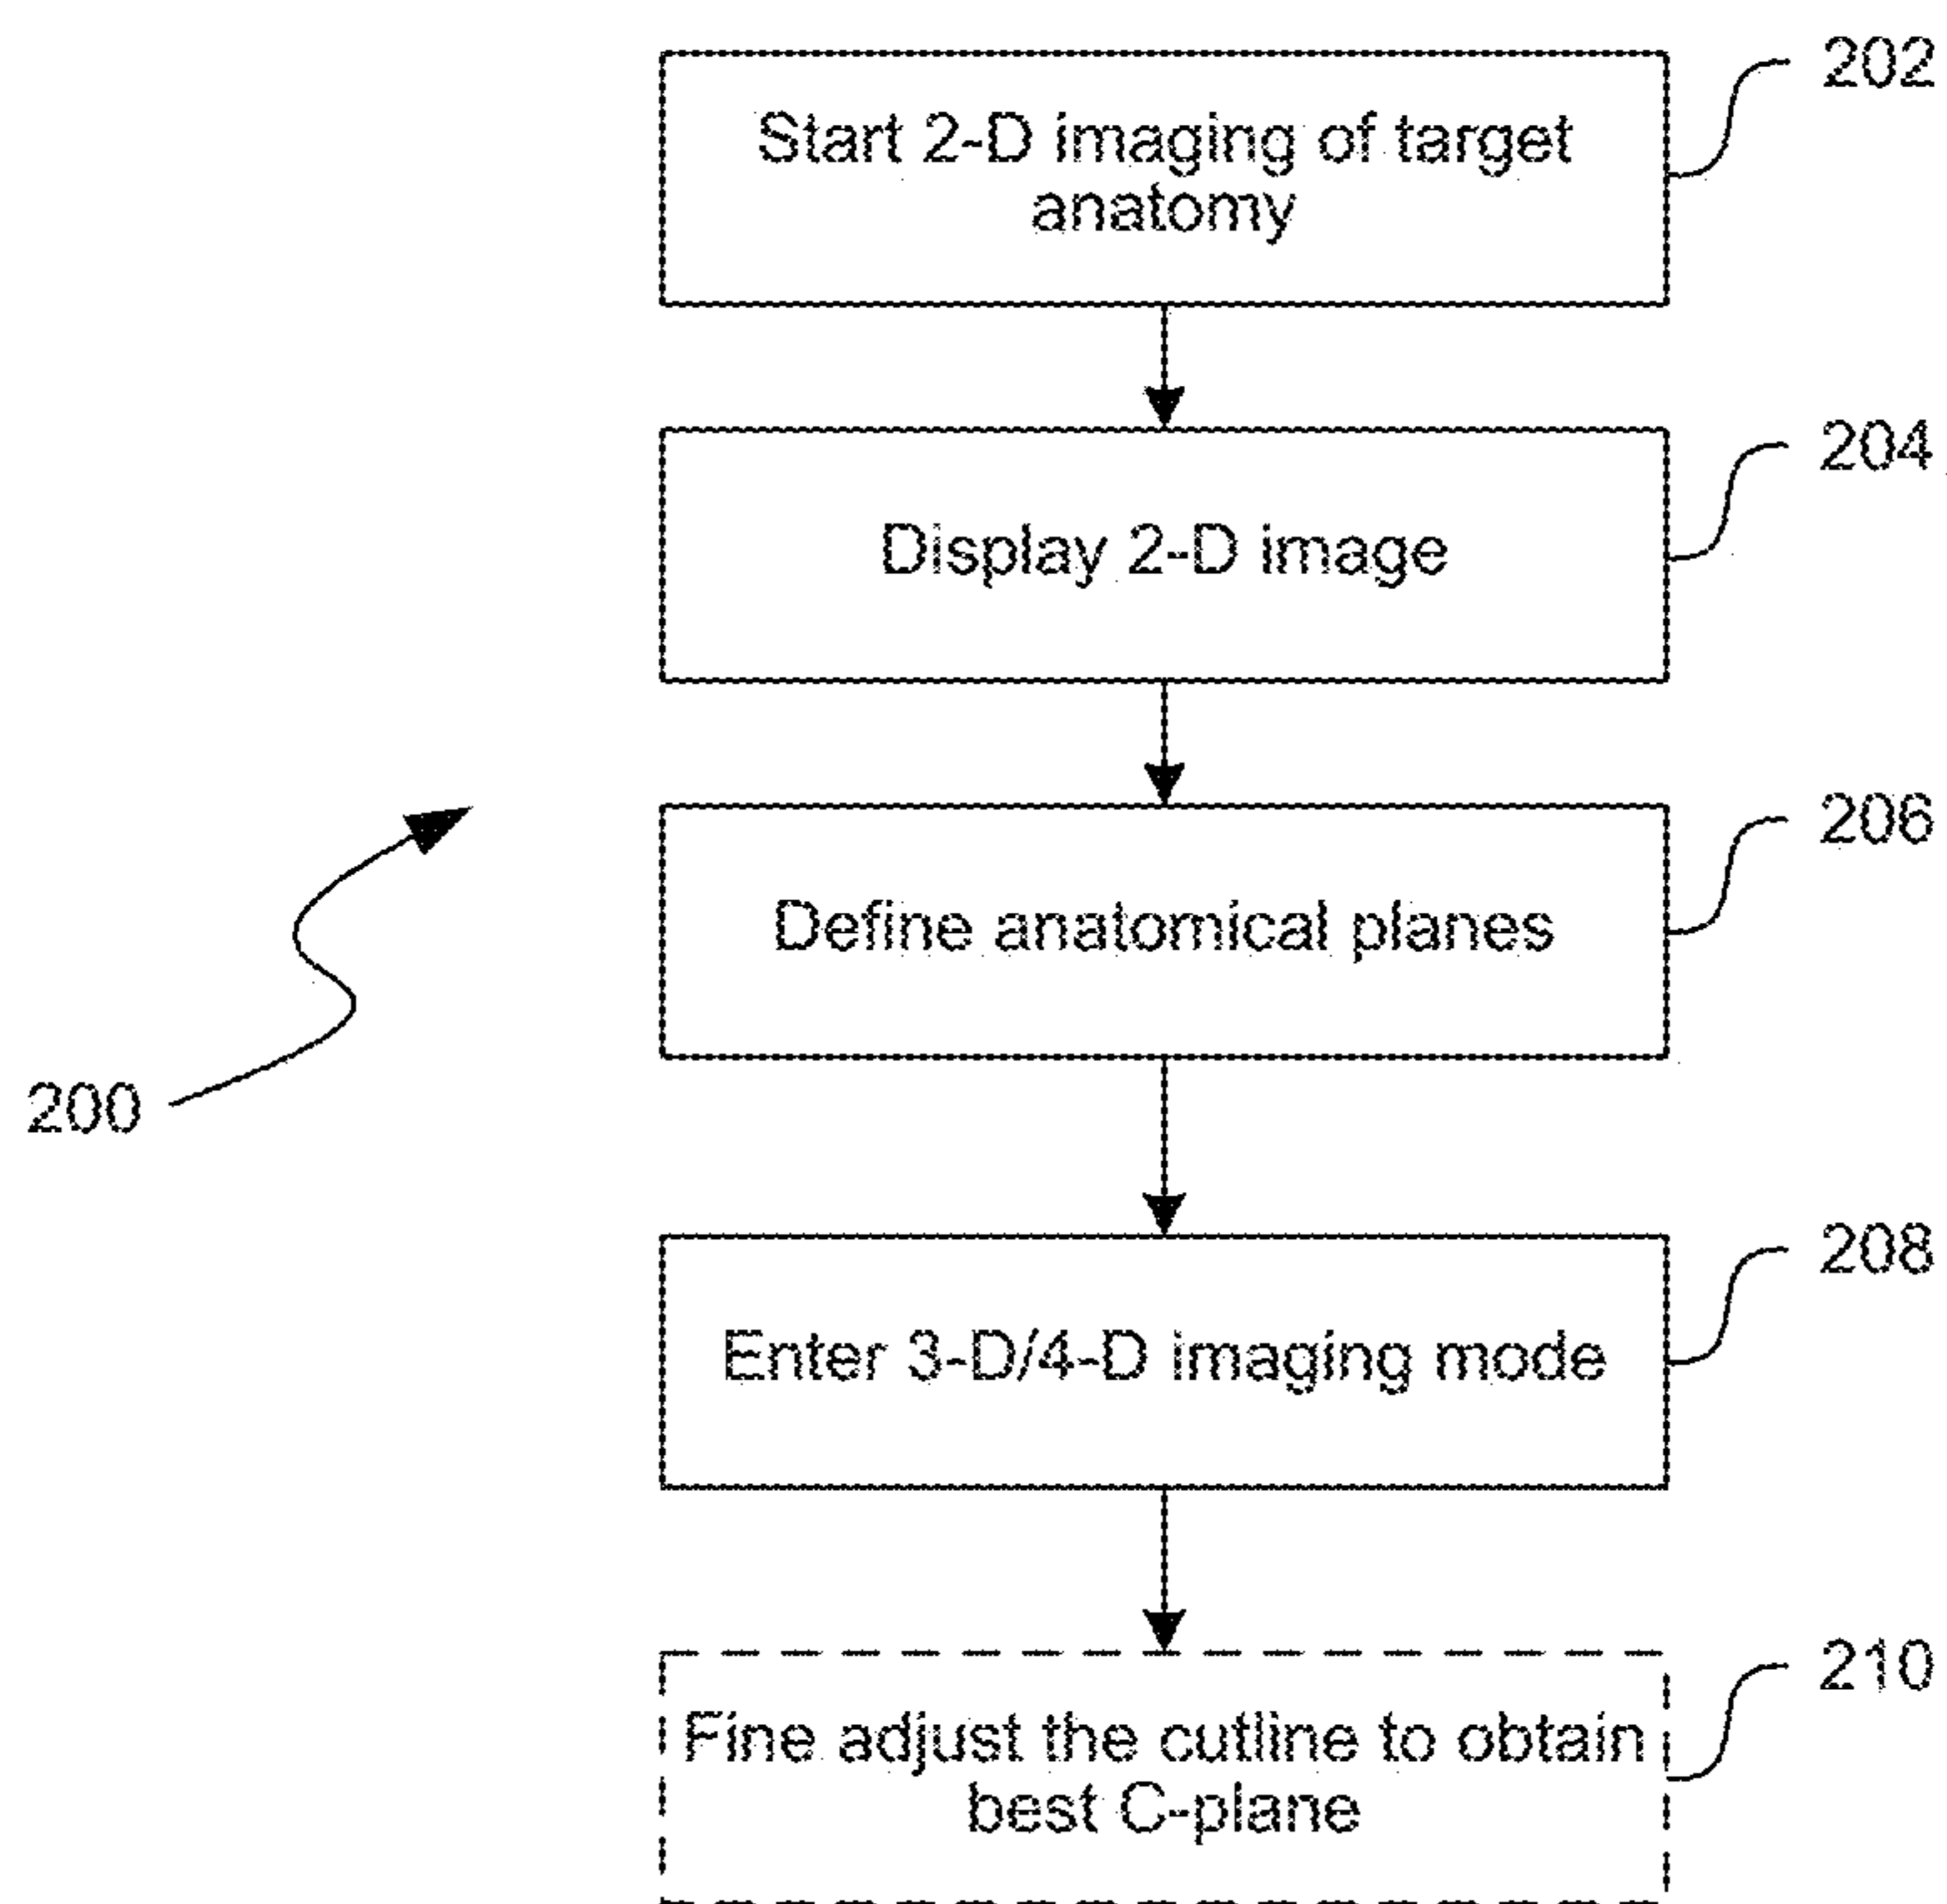 202
Start 2-D imaging of target
anatomy
204
Display 2-D image
206
Define anatomical planes
200
208
Enter 3-D/4-D imaging mode
210
Fine adjust the cutline to obtain
best C-plane